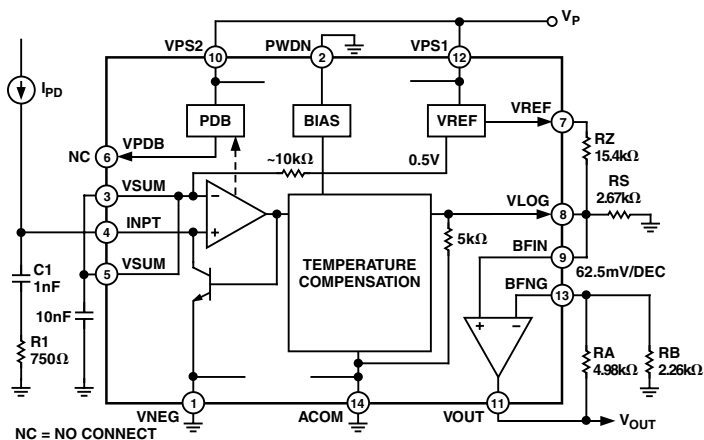 VP
VPS2
PWDN
VPS1
10
2
12
IPD
PDB
BIAS
VREF
VREF
7
NC
VPDB
6
RZ
15.4kΩ
~10kΩ
0.5V
3
VSUM
VLOG
8
RS
2.67kΩ
4
INPT
5
VSUM
5kΩ
BFIN
9
62.5mV/DEC
TEMPERATURE
COMPENSATION
BFNG
13
C1
1nF
10nF
R1
750Ω
RA
4.98kΩ
RB
2.26kΩ
1
14
11
VNEG
ACOM
VOUT
VOUT
NC = NO CONNECT